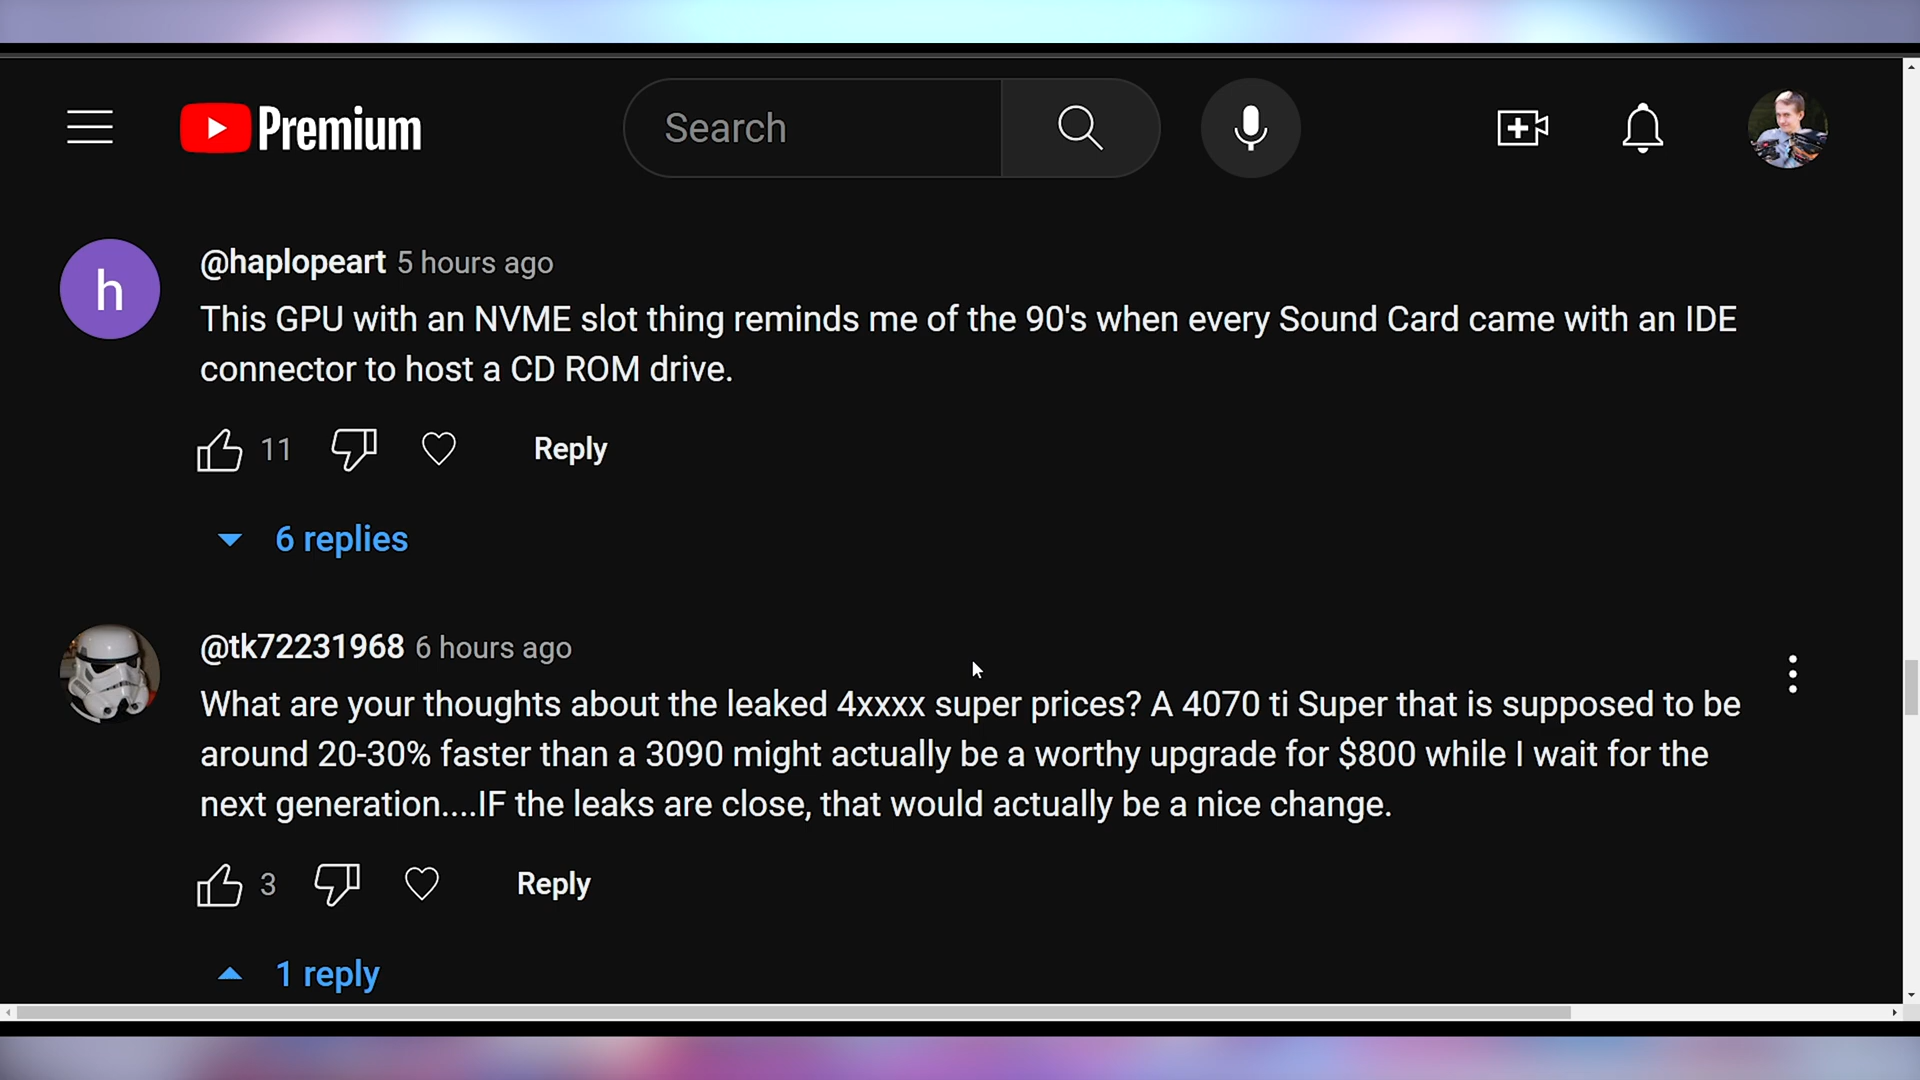 Premium
Search
h
@haplopeart 5 hours ago
This GPU with an NVME slot thing reminds me of the 90's when every Sound Card came with an IDE
connector to host a CD ROM drive.
11
Reply
6 replies
@tk72231968 6 hours ago
What are your thoughts about the leaked 4xxxx super prices? A 4070 ti Super that is supposed to be
around 20-30% faster than a 3090 might actually be a worthy upgrade for $800 while I wait for the
next generation....IF the leaks are close, that would actually be a nice change.
3
Reply
1 reply